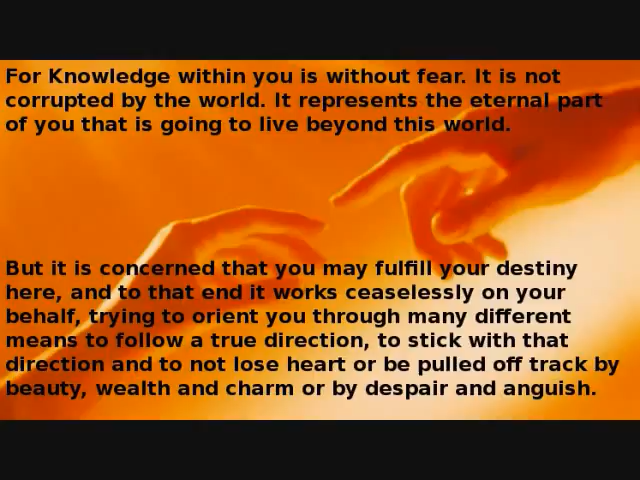 For Knowledge within you is without fear. It is not
corrupted by the world. It represents the eternal part
of you that is going to live beyond this world.
But it is concerned that you may fulfill your destiny
here, and to that end it works ceaselessly on your
behalf, trying to orient you through many different
means to follow a true direction, to stick with that
direction and to not lose heart or be pulled off track by
beauty, wealth and charm or by despair and anguish.